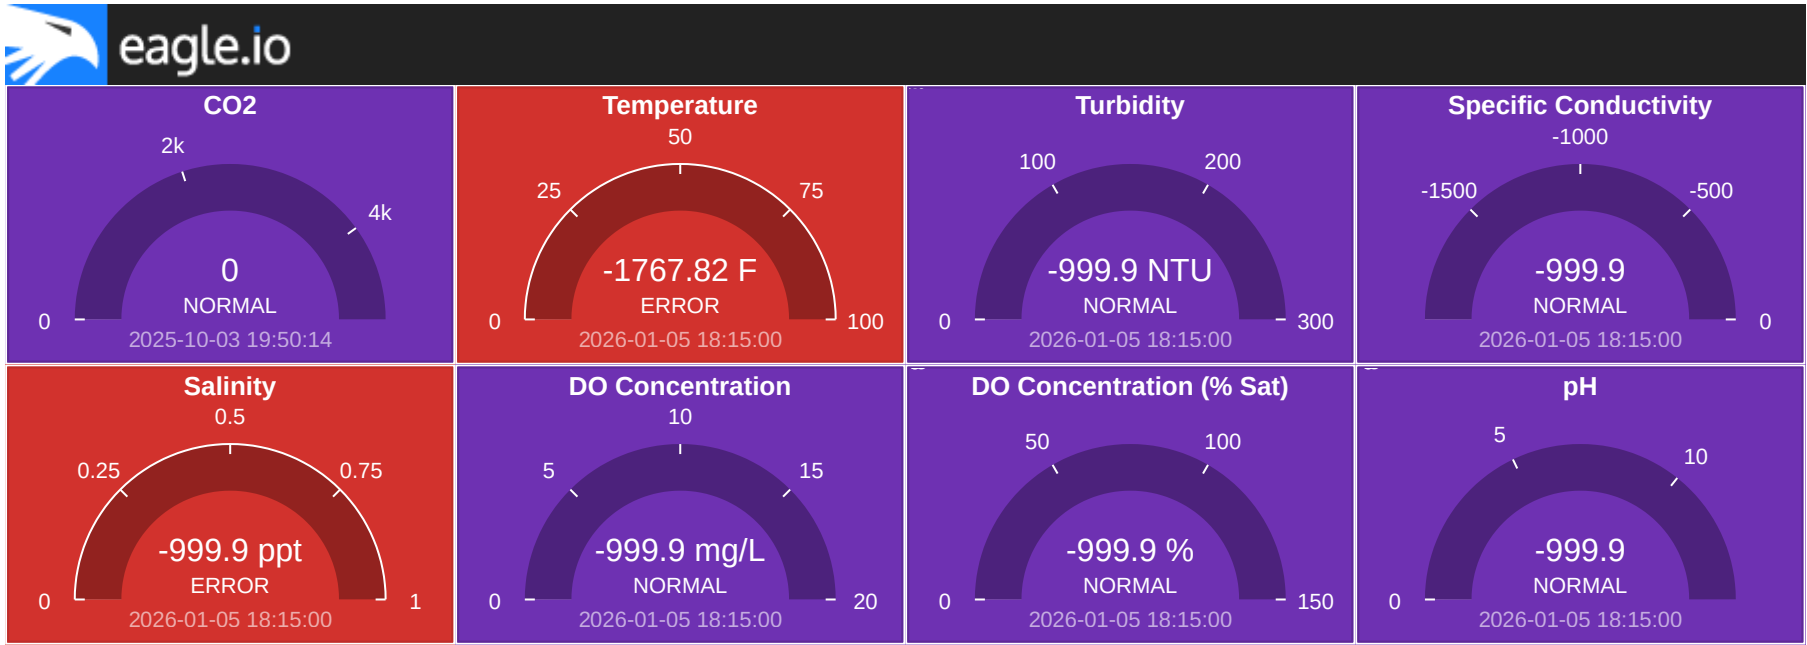 eagle.io
CO2
2k
4k
0
NORMAL
0
2025-10-03 19:50:14
Temperature
50
25
75
-1767.82 F
ERROR
0
100
2026-01-05 18:15:00
Turbidity
100
200
-999.9 NTU
NORMAL
0
300
2026-01-05 18:15:00
Specific Conductivity
-1000
-1500
-500
-999.9
NORMAL
0
2026-01-05 18:15:00
Salinity
0.5
0.25
0.75
-999.9 ppt
ERROR
0
1
2026-01-05 18:15:00
DO Concentration
10
5
15
-999.9 mg/L
NORMAL
0
20
2026-01-05 18:15:00
DO Concentration (% Sat)
50
100
-999.9 %
NORMAL
0
150
2026-01-05 18:15:00
pH
5
10
-999.9
NORMAL
0
2026-01-05 18:15:00